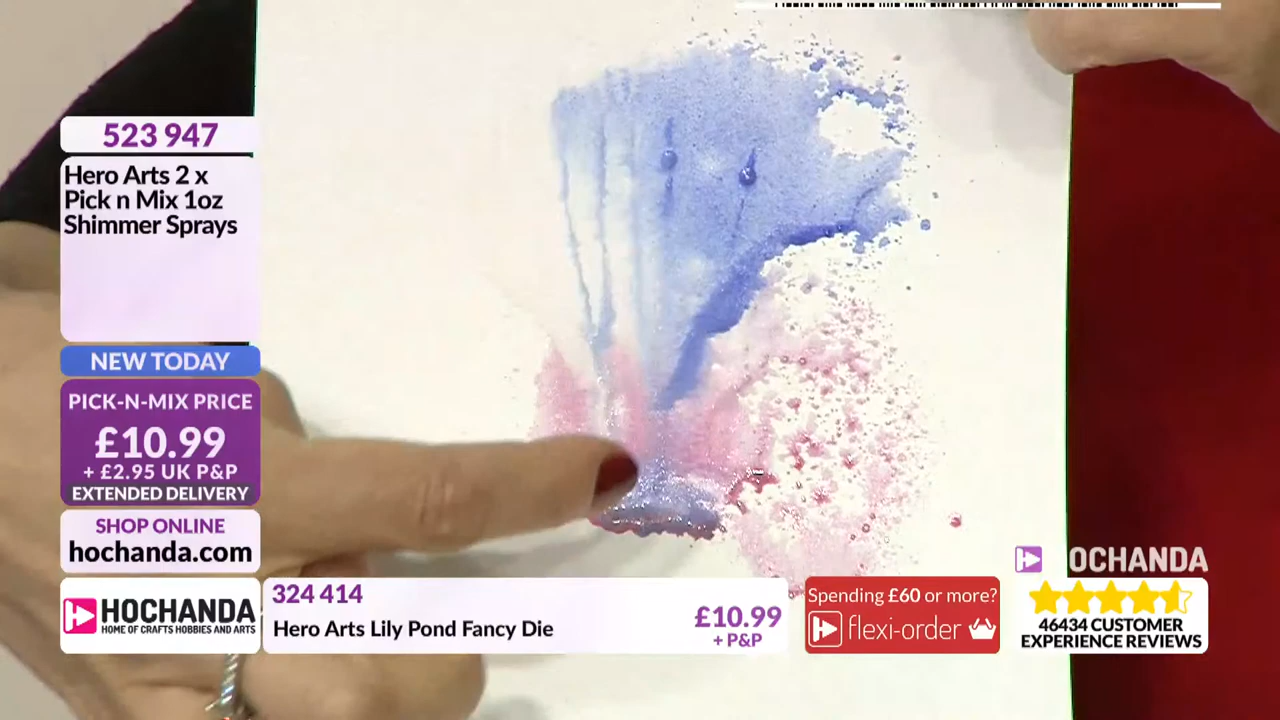 523 947
Hero Arts 2 x
Pick n Mix 1oz
Shimmer Sprays
NEW TODAY
PICK-N-MIX PRICE
£10.99
+ £2.95 UK P&P
EXTENDED DELIVERY
SHOP ONLINE
hochanda.com
HOCHANDA
HOME OF CRAFTS HOBBIES AND ARTS
324 414
Hero Arts Lily Pond Fancy Die
£10.99
+ P&P
Spending £60 or more?
flexi-order
HOCHANDA
46434 CUSTOMER
EXPERIENCE REVIEWS